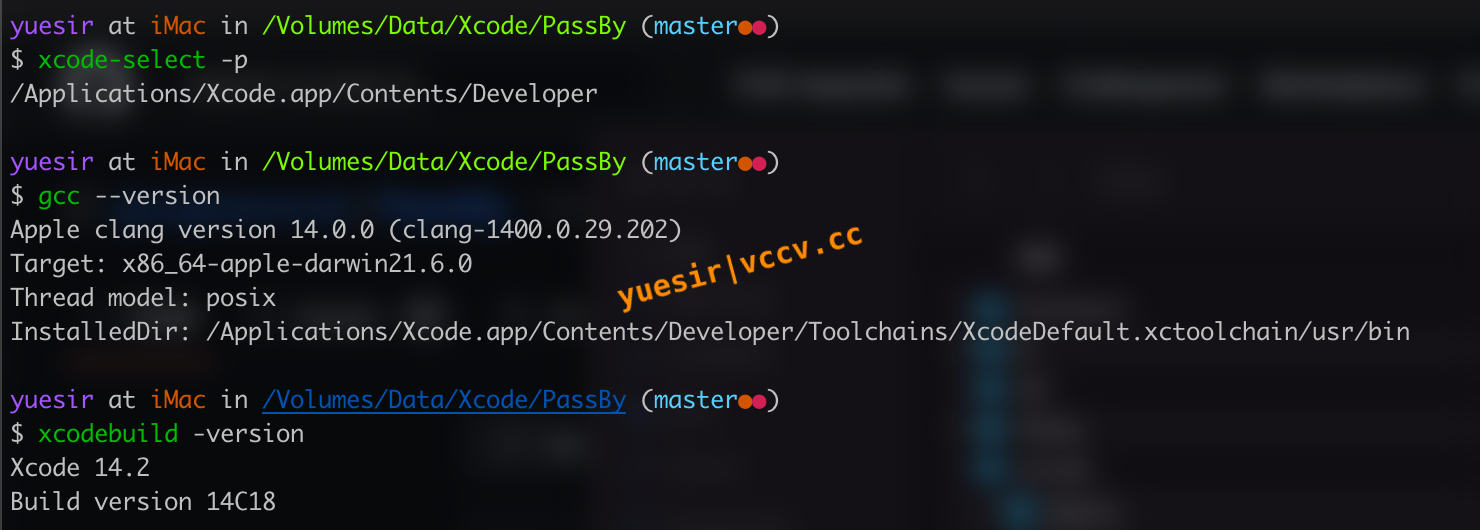 yuesir at iMac in /Volumes/Data/Xcode/PassBy (master●●)
$ xcode-select -p
/Applications/Xcode.app/Contents/Developer
yuesir at iMac in /Volumes/Data/Xcode/PassBy (master●●)
$ gcc --version
Apple clang version 14.0.0 (clang-1400.0.29.202)
Target: x86_64-apple-darwin21.6.0
Thread model: posix
InstalledDir: /Applications/Xcode.app/Contents/Developer/Toolchains/XcodeDefault.xctoolchain/usr/bin
yuesir|vccv.cc
yuesir at iMac in /Volumes/Data/Xcode/PassBy (master●●)
$ xcodebuild -version
Xcode 14.2
Build version 14C18